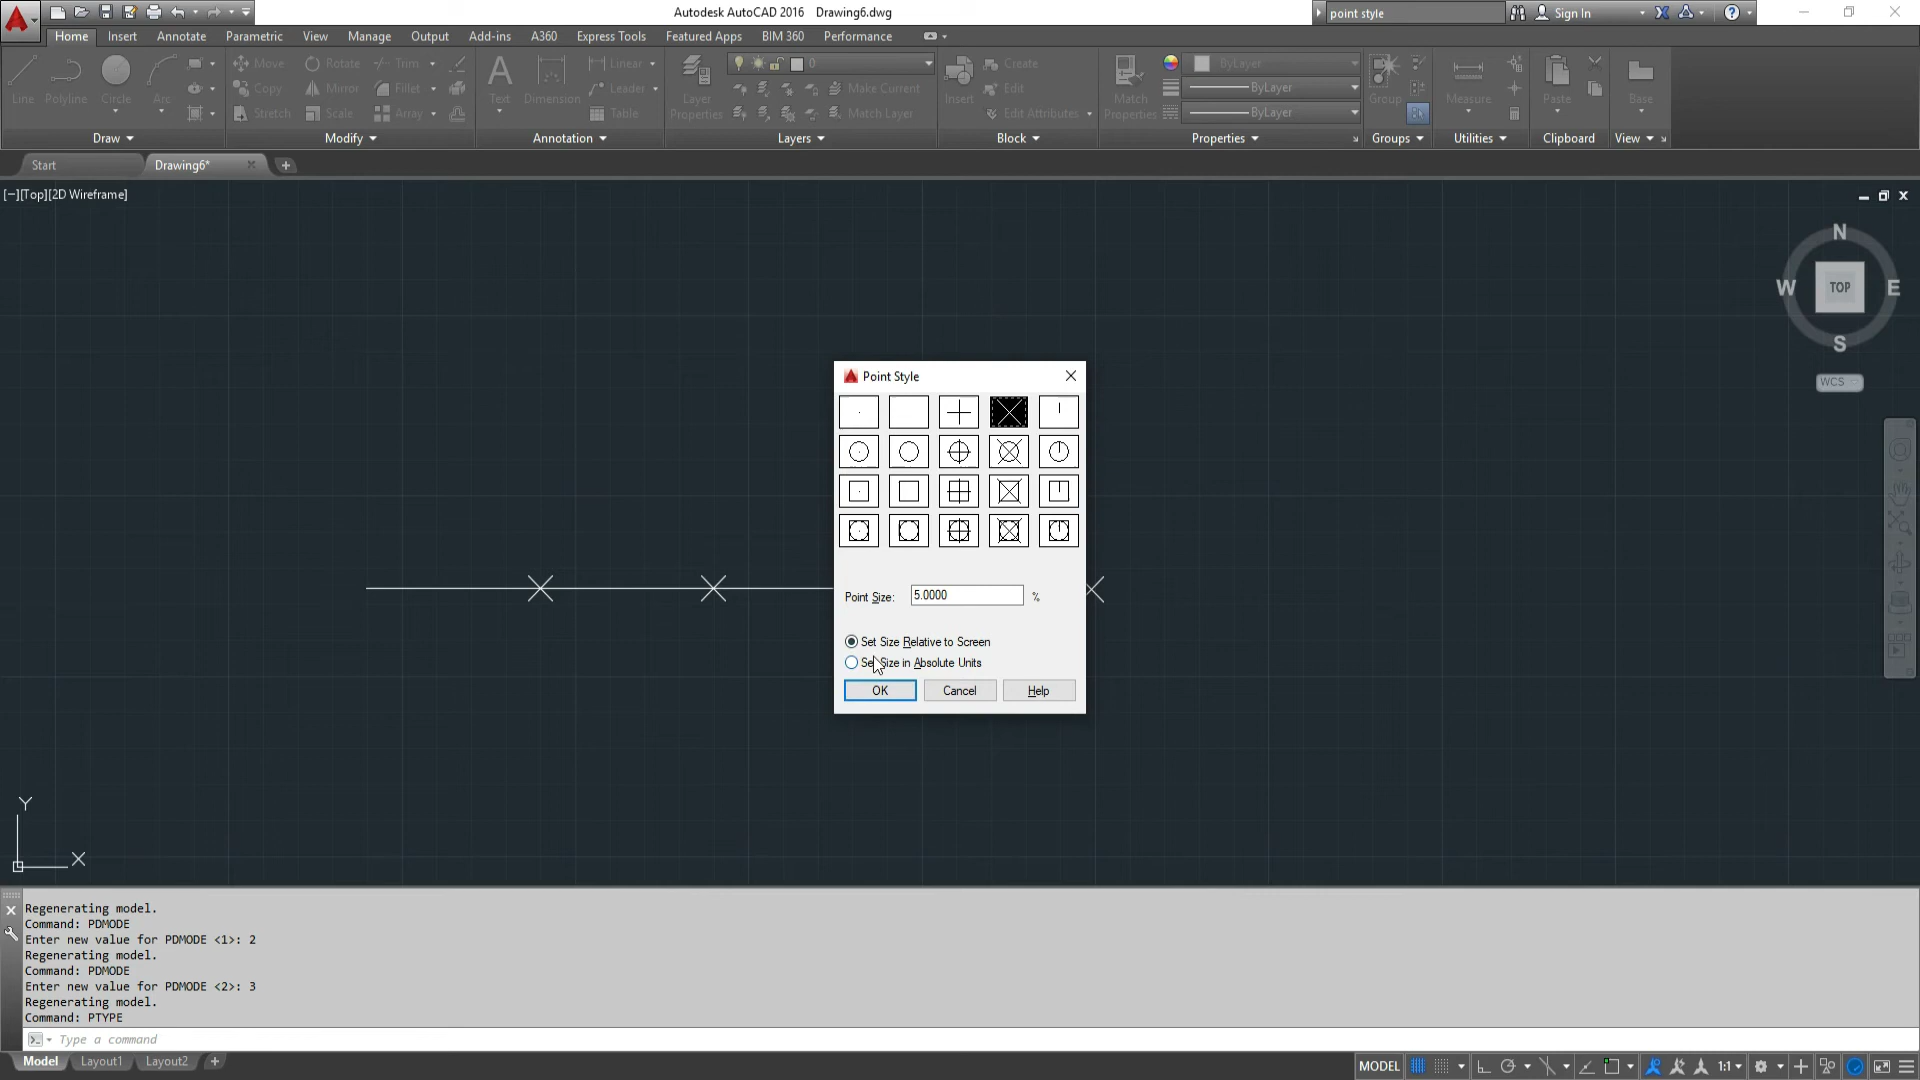 Autodesk AutoCAD 2016 Drawing6.dwg
point style
Sign In
Home Insert Annotate Parametric View Manage Output Add-ins A360 Express Tools Featured Apps BIM 360 Performance
Line Polyline Circle Arc
Move Rotate Trim
Copy Mirror Fillet
Stretch Scale Array
Text Dimension
Linear
Leader
Table
Layer Properties
0
Make Current
Match Layer
Insert
Create
Edit
Edit Attributes
Match Properties
ByLayer
ByLayer
ByLayer
Group
Measure
Paste
Base
Draw Modify Annotation Layers Block Properties Groups Utilities Clipboard View
Start Drawing6*
[−][Top][2D Wireframe]
N
W TOP E
S
WCS
Point Style
Point Size: 5.0000 %
Set Size Relative to Screen
Set Size in Absolute Units
OK Cancel Help
Y
X
Regenerating model.
Command: PDMODE
Enter new value for PDMODE <1>: 2
Regenerating model.
Command: PDMODE
Enter new value for PDMODE <2>: 3
Regenerating model.
Command: PTYPE
Type a command
Model Layout1 Layout2
MODEL 1:1